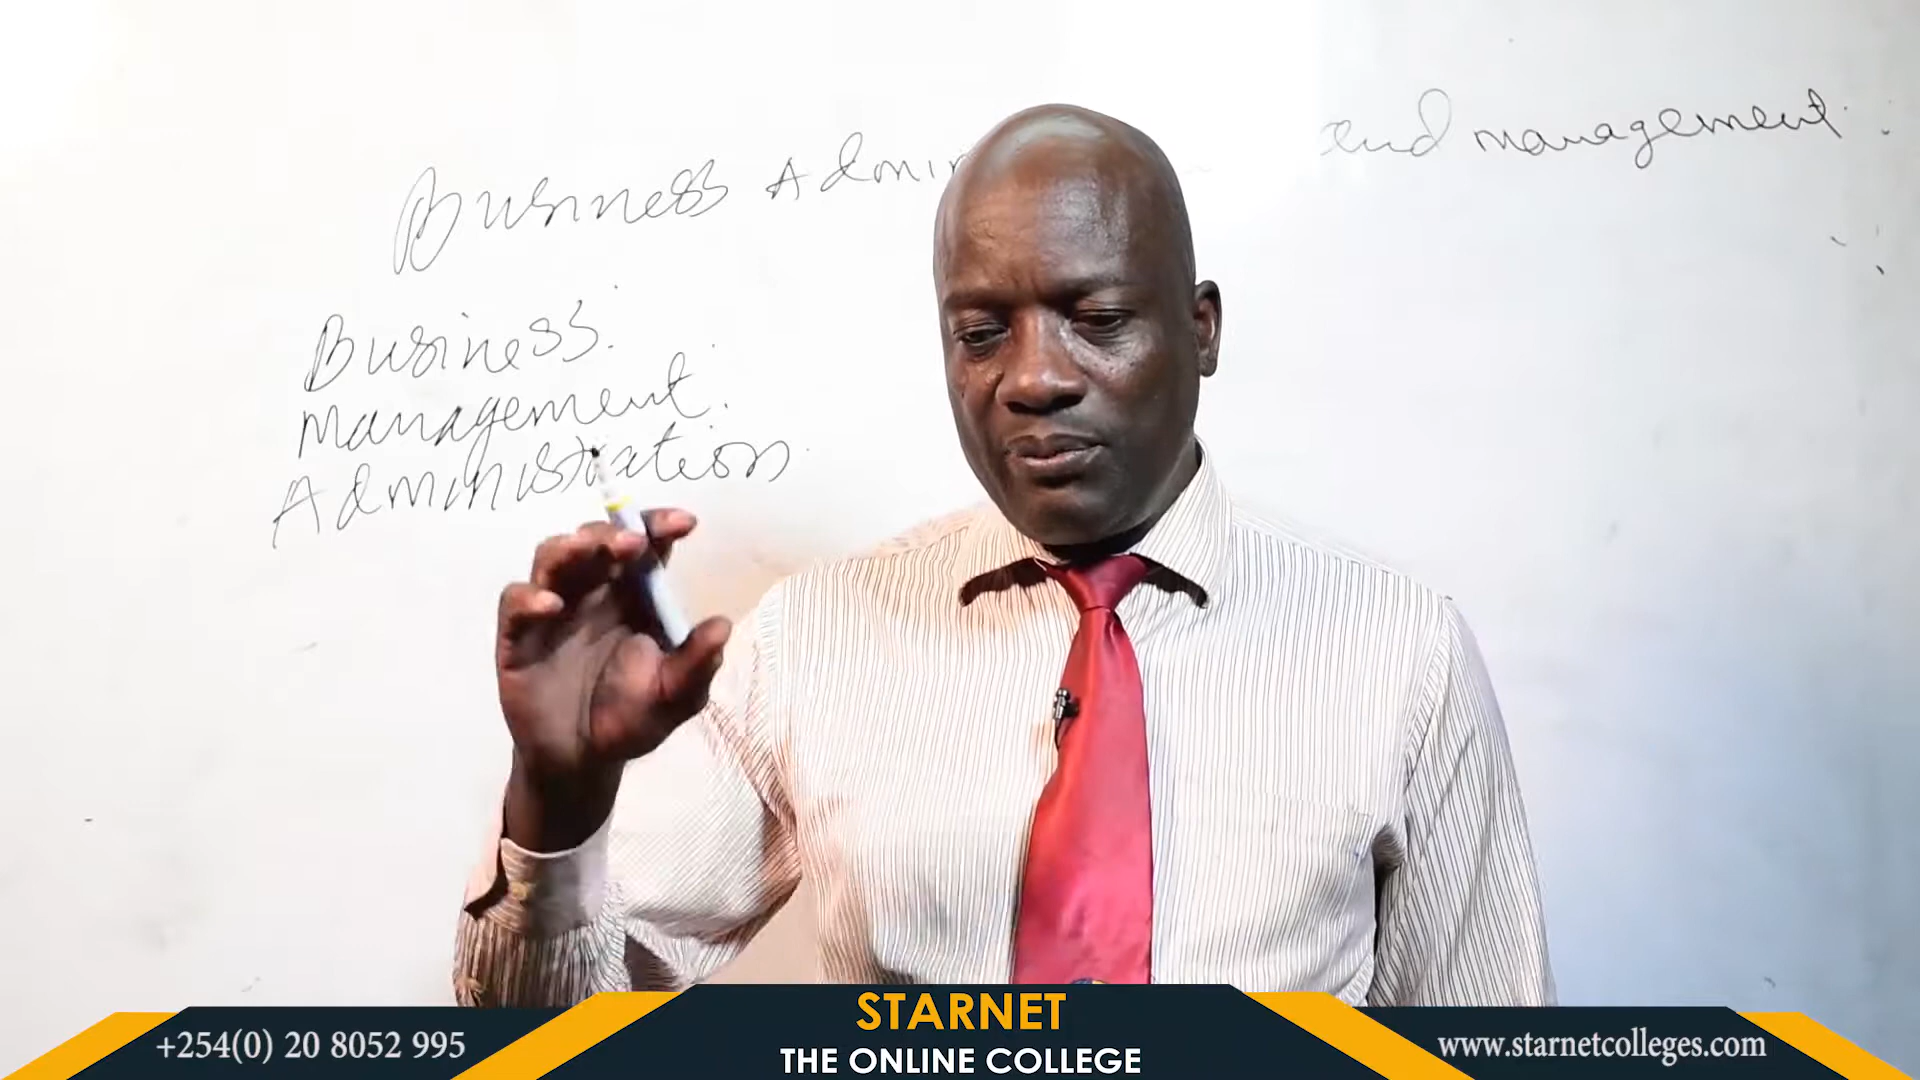 Business Admin and management.
Business.
Management.
Administration
STARNET
THE ONLINE COLLEGE
+254(0) 20 8052 995
www.starnetcolleges.com